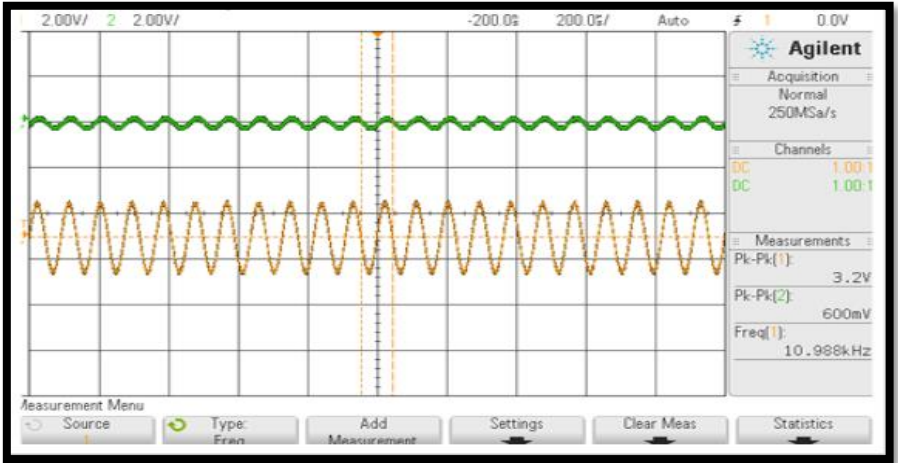 2.00V/ 2 2.00V/ -200.0s 200.0s/ Auto 1 0.0V
Agilent
Acquisition
Normal
250MSa/s
Channels
DC 1.00:1
DC 1.00:1
Measurements
Pk-Pk(1):
3.2V
Pk-Pk(2):
600mV
Freq(1):
10.988kHz
Measurement Menu
Source Type: Add Settings Clear Meas Statistics
1 Freq Measurement